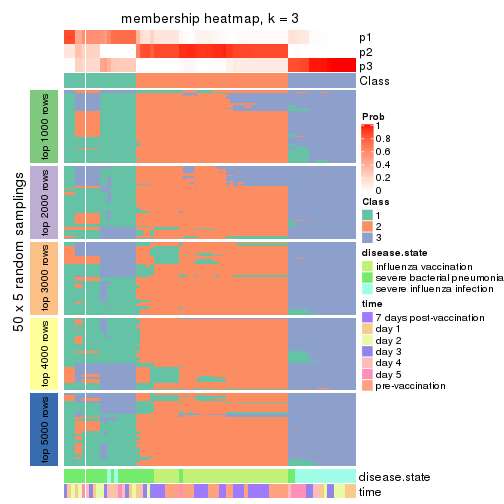 membership heatmap, k = 3
p1
p2
p3
Class
50 x 5 random samplings
top 1000 rows
top 2000 rows
top 3000 rows
top 4000 rows
top 5000 rows
Prob
1
0.8
0.6
0.4
0.2
0
Class
1
2
3
disease.state
influenza vaccination
severe bacterial pneumonia
severe influenza infection
time
7 days post-vaccination
day 1
day 2
day 3
day 4
day 5
pre-vaccination
disease.state
time